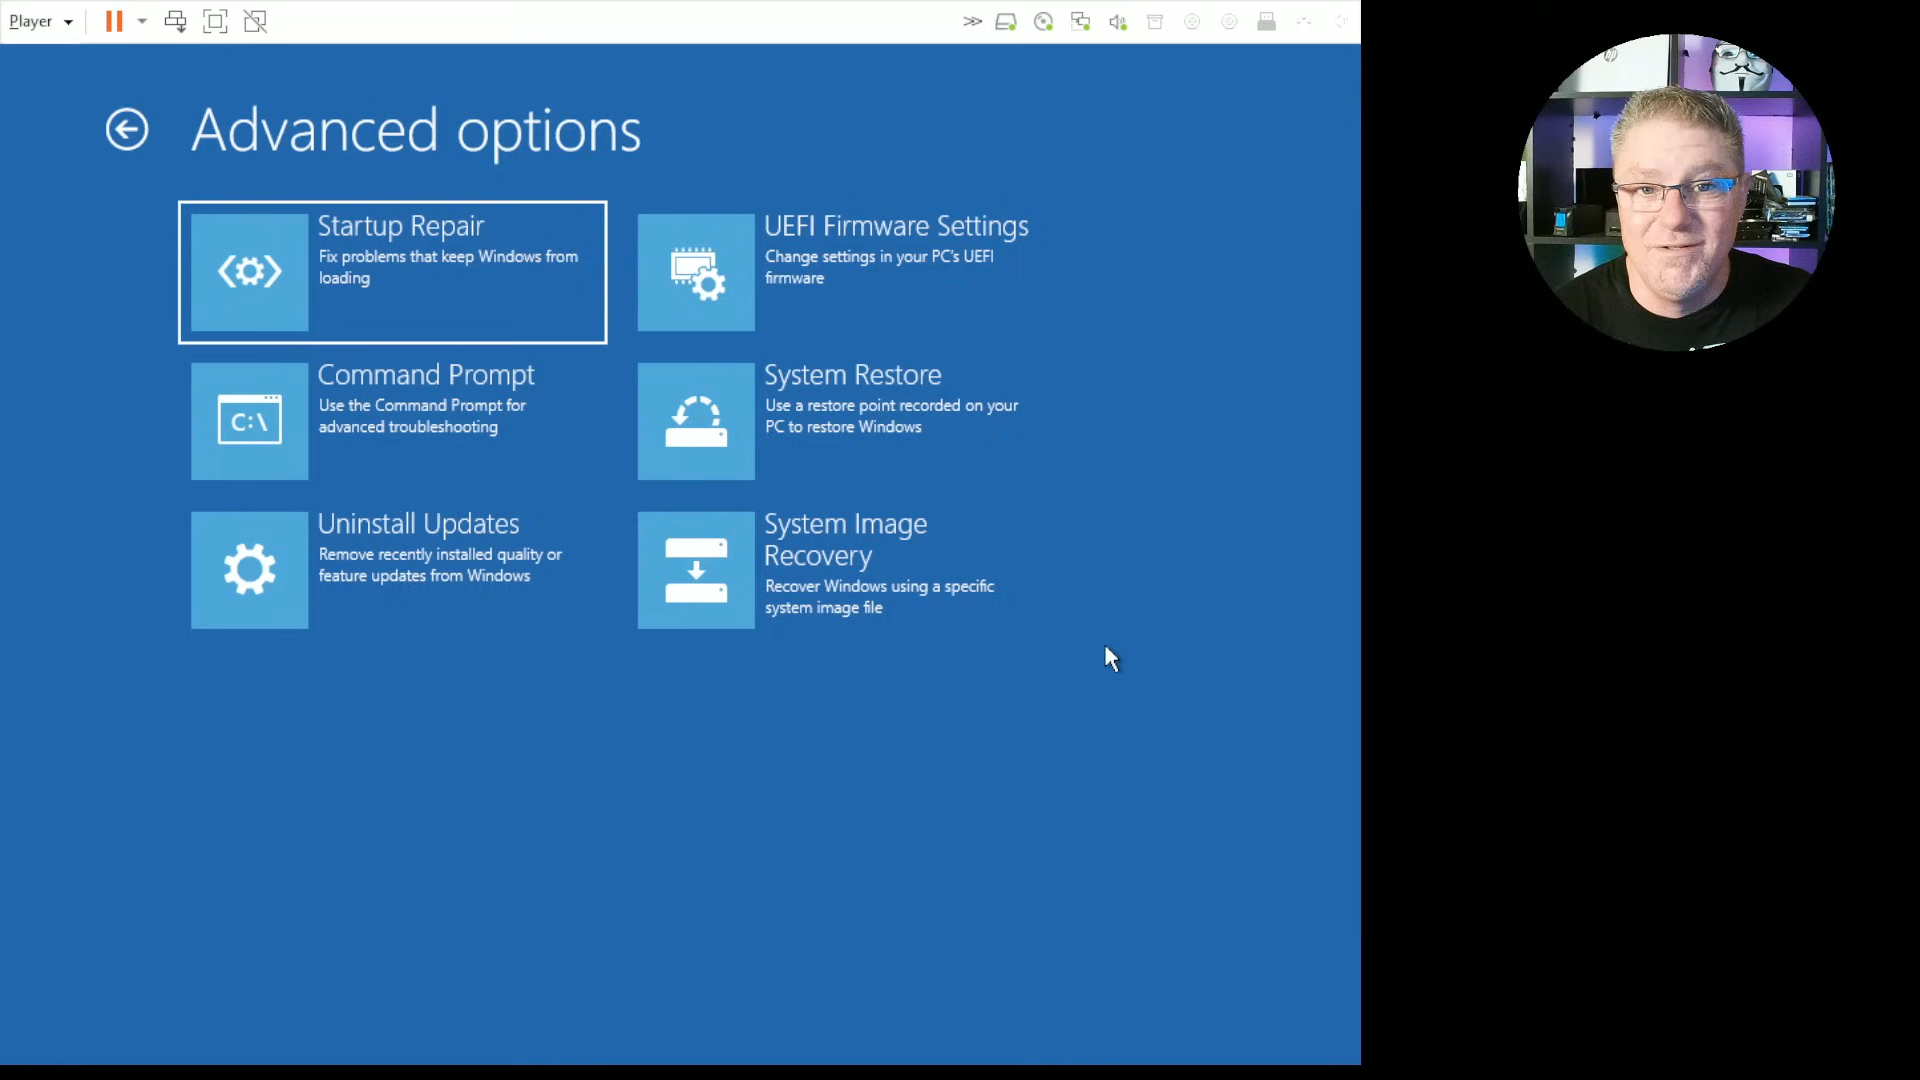 Player
Advanced options
Startup Repair
Fix problems that keep Windows from
loading
UEFI Firmware Settings
Change settings in your PC's UEFI
firmware
Command Prompt
Use the Command Prompt for
advanced troubleshooting
C:\
System Restore
Use a restore point recorded on your
PC to restore Windows
Uninstall Updates
Remove recently installed quality or
feature updates from Windows
System Image
Recovery
Recover Windows using a specific
system image file
hp